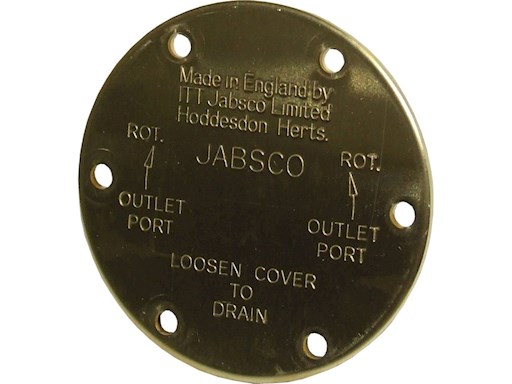 Made in England by
ITT Jabsco Limited
Hoddesdon Herts.
ROT.
ROT.
JABSCO
OUTLET
PORT
OUTLET
PORT
LOOSEN COVER
TO
DRAIN